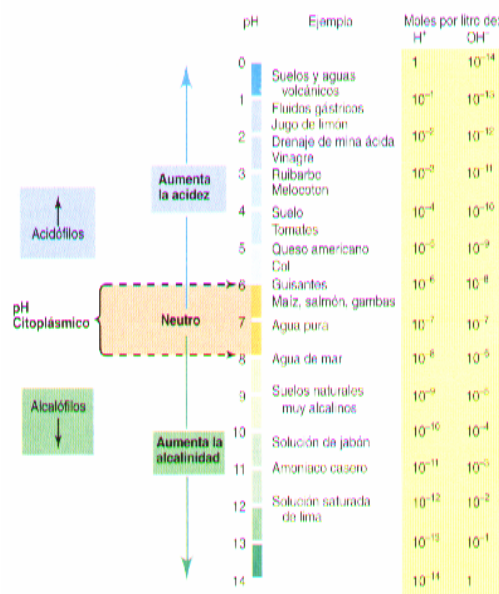 pH Ejemplo Moles por litro de:
H⁺ OH⁻
0 1 10⁻¹⁴
Suelos y aguas
volcánicos
1 10⁻¹ 10⁻¹³
Fluidos gástricos
Jugo de limón
2 10⁻² 10⁻¹²
Drenaje de mina ácida
Vinagre
3 10⁻³ 10⁻¹¹
Ruibarbo
Melocoton
Aumenta
la acidez
4 10⁻⁴ 10⁻¹⁰
Suelo
Tomates
Acidófilos
5 10⁻⁵ 10⁻⁹
Queso americano
Col
6 10⁻⁶ 10⁻⁸
Guisantes
Maíz, salmón, gambas
pH
Citoplásmico
Neutro
7 Agua pura 10⁻⁷ 10⁻⁷
8 Agua de mar 10⁻⁸
Suelos naturales
muy alcalinos
9 10⁻⁹
Alcalófilos
10 Solución de jabón 10⁻¹⁰ 10⁻⁴
Aumenta la
alcalinidad
11 Amoniaco casero 10⁻¹¹ 10⁻³
12 10⁻¹² 10⁻²
Solución saturada
de lima
13 10⁻¹³ 10⁻¹
14 10⁻¹⁴ 1